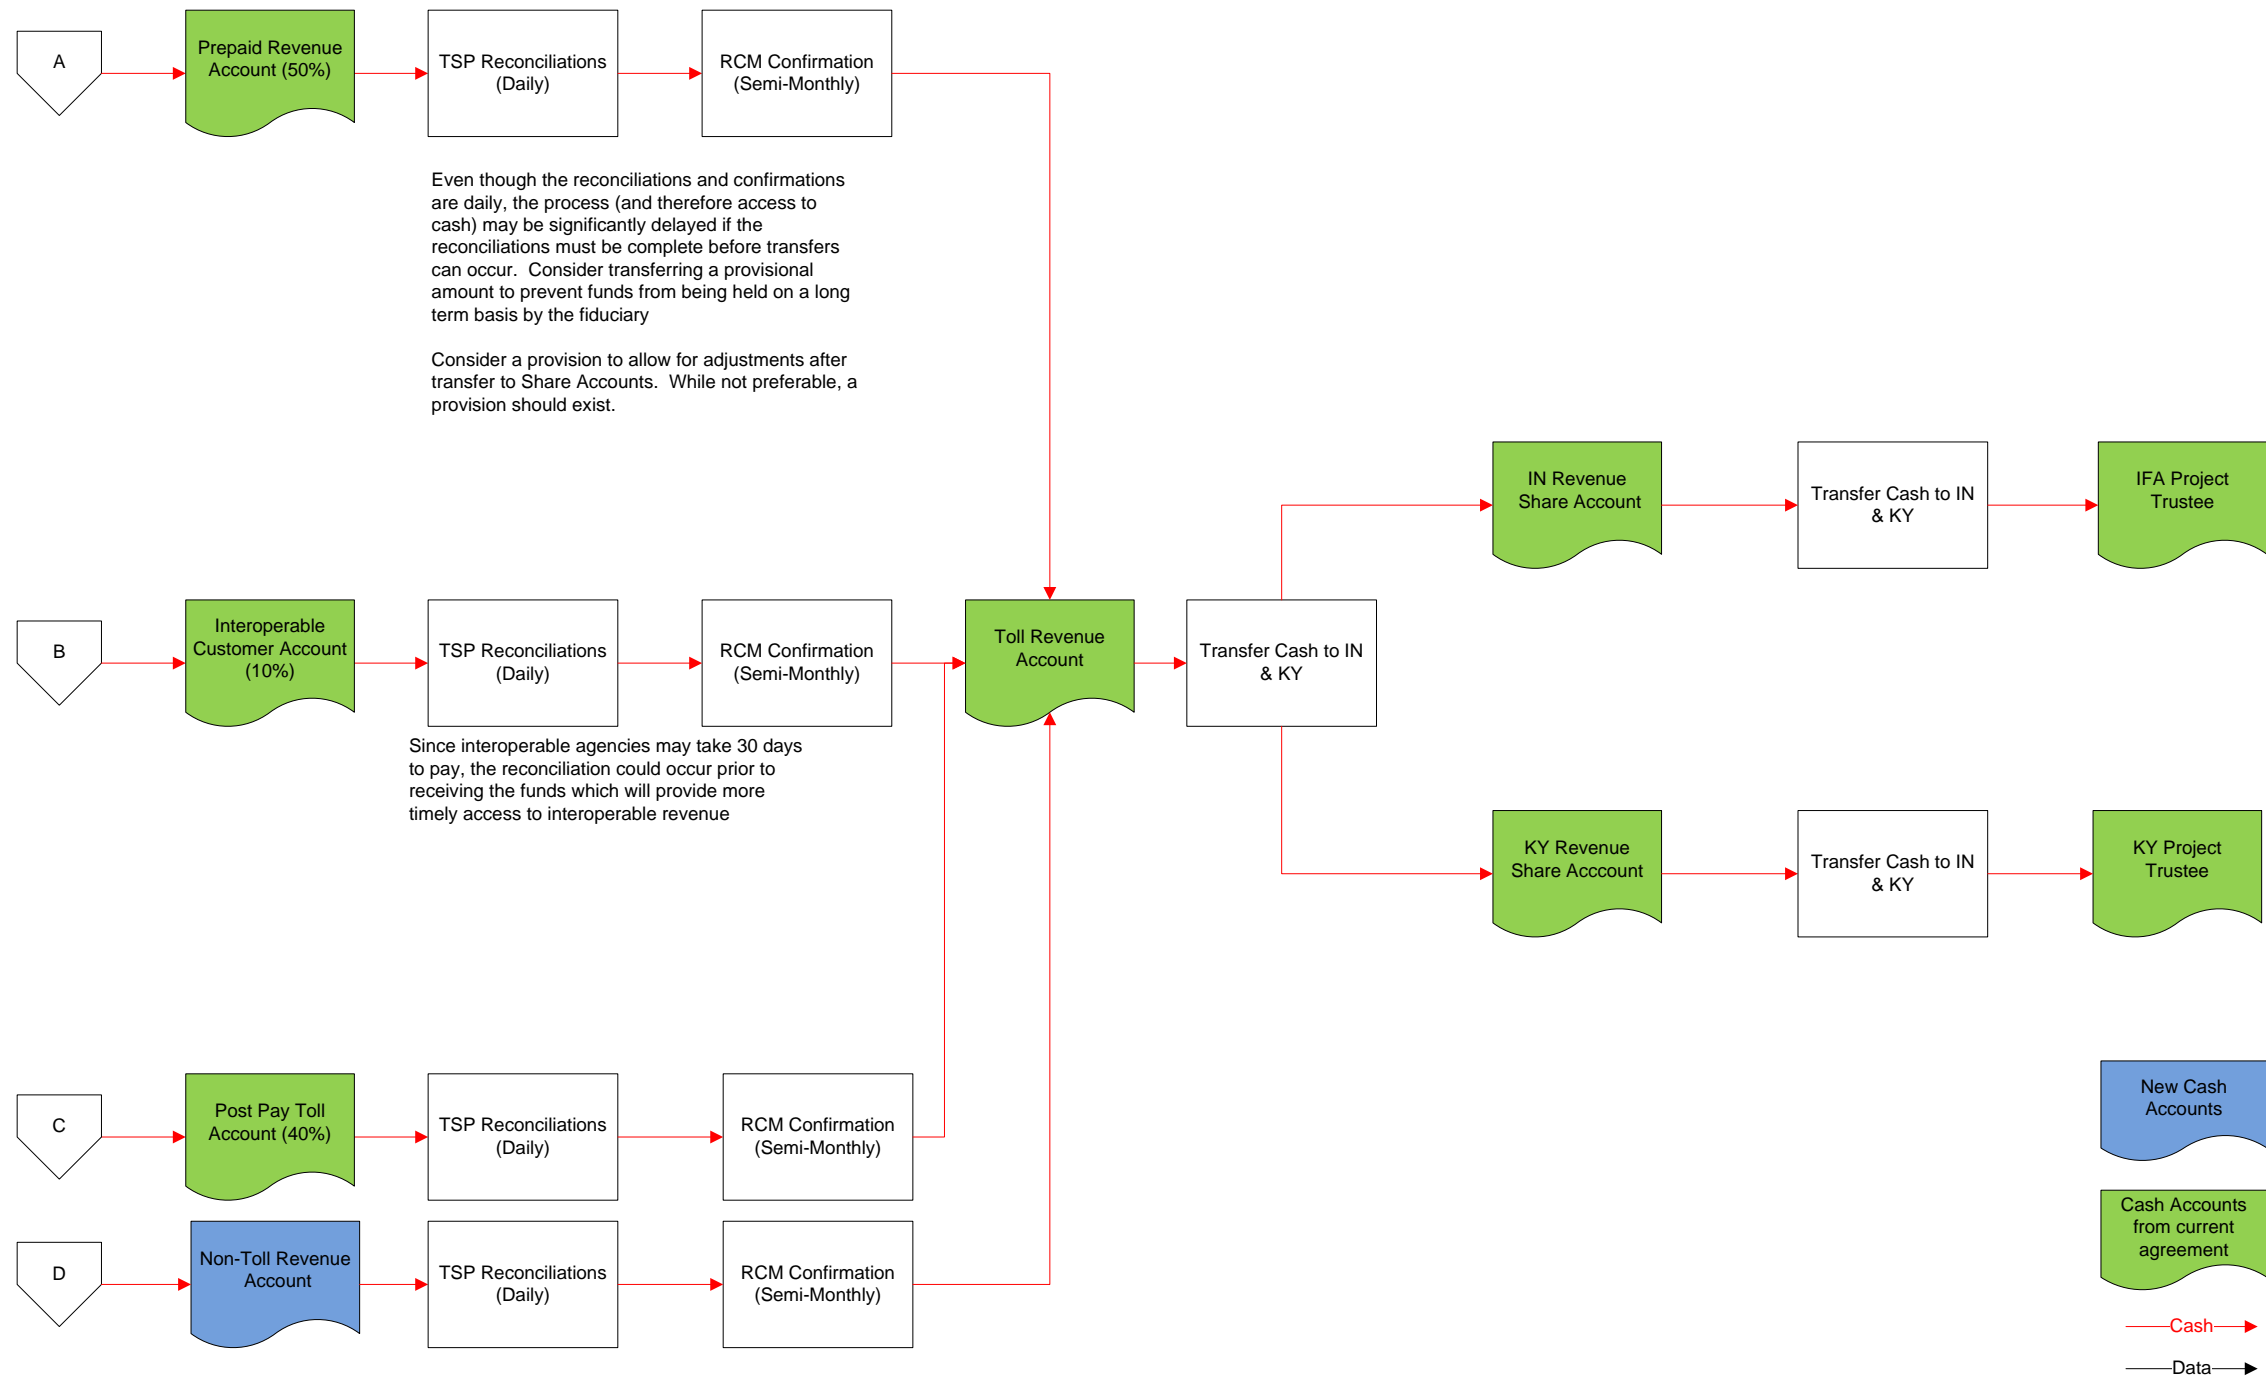 A
Prepaid Revenue
Account (50%)
TSP Reconciliations
(Daily)
RCM Confirmation
(Semi-Monthly)
Even though the reconciliations and confirmations
are daily, the process (and therefore access to
cash) may be significantly delayed if the
reconciliations must be complete before transfers
can occur.  Consider transferring a provisional
amount to prevent funds from being held on a long
term basis by the fiduciary
Consider a provision to allow for adjustments after
transfer to Share Accounts.  While not preferable, a
provision should exist.
IN Revenue
Share Account
Transfer Cash to IN
& KY
IFA Project
Trustee
B
Interoperable
Customer Account
(10%)
TSP Reconciliations
(Daily)
RCM Confirmation
(Semi-Monthly)
Toll Revenue
Account
Transfer Cash to IN
& KY
Since interoperable agencies may take 30 days
to pay, the reconciliation could occur prior to
receiving the funds which will provide more
timely access to interoperable revenue
KY Revenue
Share Acccount
Transfer Cash to IN
& KY
KY Project
Trustee
C
Post Pay Toll
Account (40%)
TSP Reconciliations
(Daily)
RCM Confirmation
(Semi-Monthly)
New Cash
Accounts
D
Non-Toll Revenue
Account
TSP Reconciliations
(Daily)
RCM Confirmation
(Semi-Monthly)
Cash Accounts
from current
agreement
Cash
Data